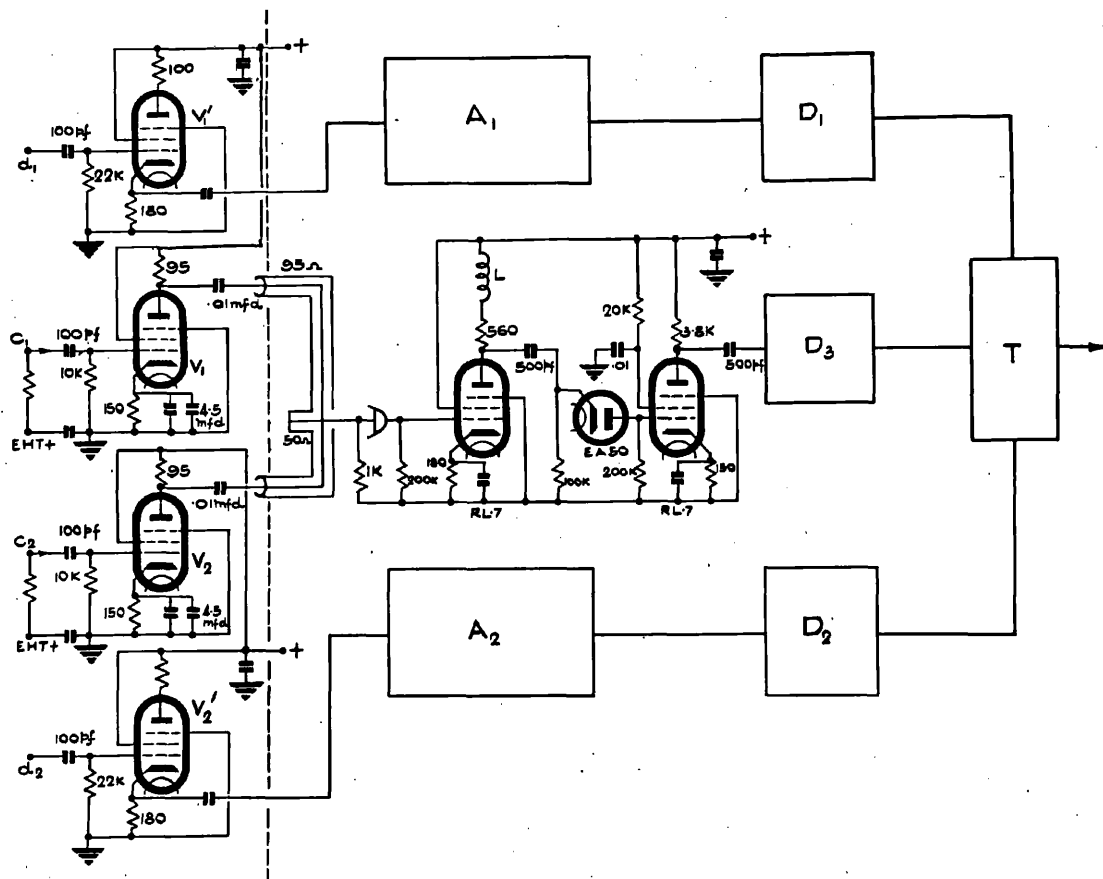 +
100
V₁'
100pf
d₁
22K
180
A₁
D₁
95
95Ω
.01mfd
C₁
100pf
10K
V₁
150
4.5
mfd
EHT+
50Ω
1K
200K
+
L
560
500pf
180
RL·7
100K
EA50
.01
20K
3.8K
500pf
200K
150
RL·7
D₃
T
95
.01mfd
C₂
100pf
10K
V₂
150
4.5
mfd
EHT+
+
V₂'
100pf
d₂
22K
180
A₂
D₂